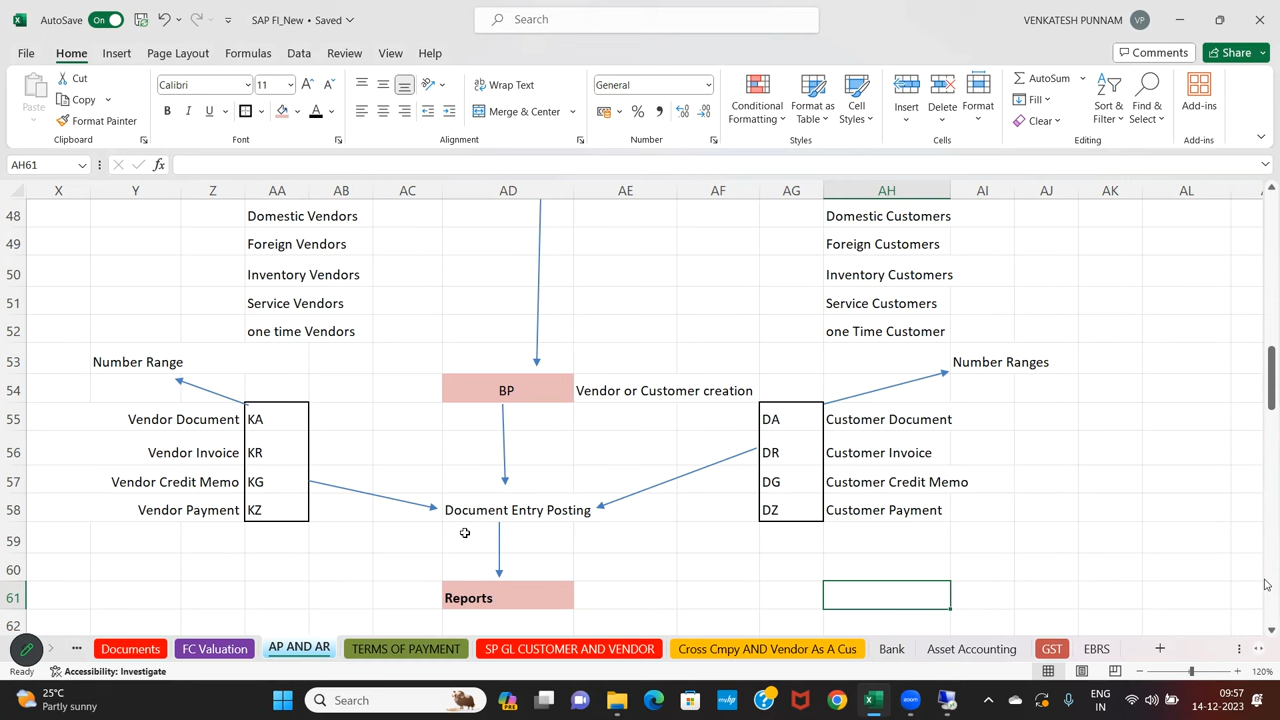 AutoSave On SAP FI_New • Saved Search VENKATESH PUNNAM VP
File Home Insert Page Layout Formulas Data Review View Help Comments Share
Paste Cut Copy Format Painter Clipboard
Calibri 11 B I U A Font
Wrap Text Merge & Center Alignment
General % Number
Conditional Formatting Format as Table Cell Styles Styles
Insert Delete Format Cells
AutoSum Fill Clear Sort & Filter Find & Select Editing
Add-ins Add-ins
AH61 fx
X Y Z AA AB AC AD AE AF AG AH AI AJ AK AL
48 Domestic Vendors Domestic Customers
49 Foreign Vendors Foreign Customers
50 Inventory Vendors Inventory Customers
51 Service Vendors Service Customers
52 one time Vendors one Time Customer
53 Number Range Number Ranges
54 BP Vendor or Customer creation
55 Vendor Document KA DA Customer Document
56 Vendor Invoice KR DR Customer Invoice
57 Vendor Credit Memo KG DG Customer Credit Memo
58 Vendor Payment KZ Document Entry Posting DZ Customer Payment
59
60
61 Reports
62
Documents FC Valuation AP AND AR TERMS OF PAYMENT SP GL CUSTOMER AND VENDOR Cross Cmpy AND Vendor As A Cus Bank Asset Accounting GST EBRS
Ready Accessibility: Investigate 120%
25°C Search ENG 09:57
Partly sunny IN 14-12-2023